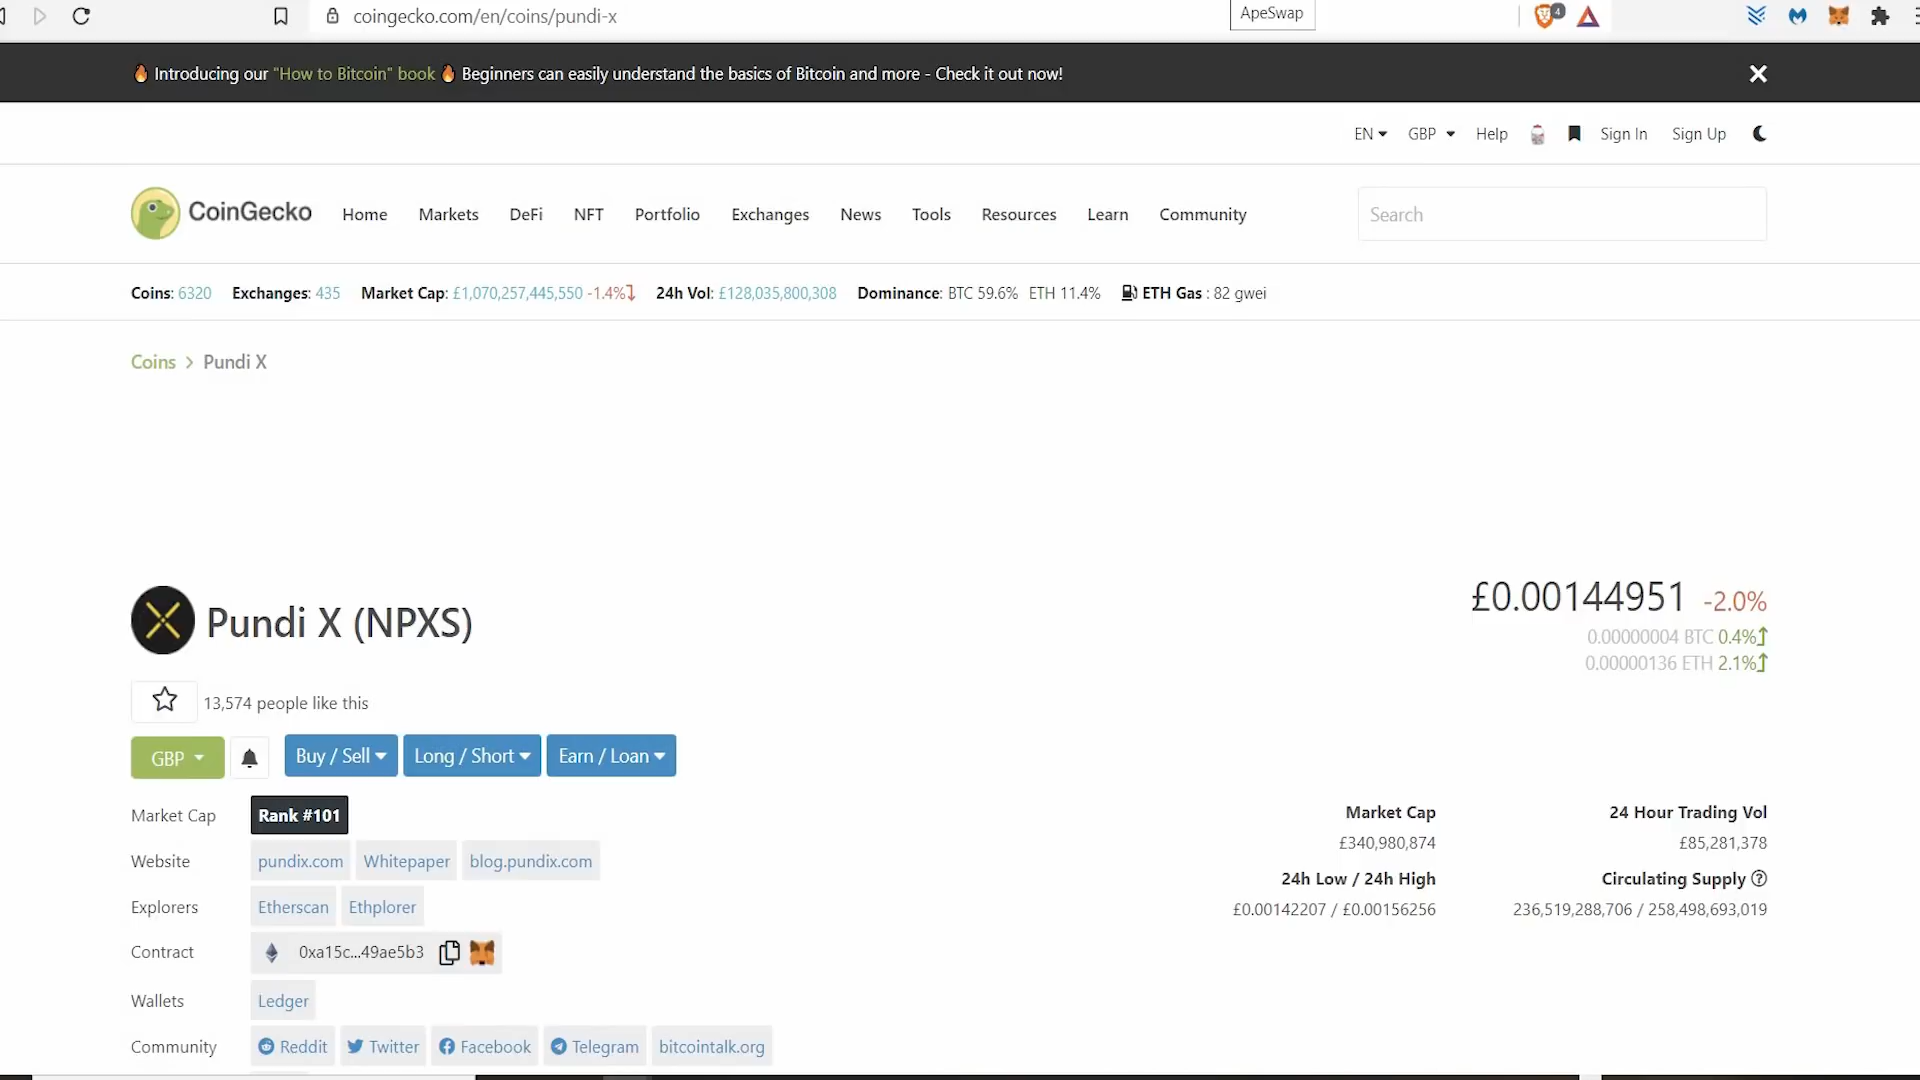 coingecko.com/en/coins/pundi-x
ApeSwap
4
Introducing our "How to Bitcoin" book Beginners can easily understand the basics of Bitcoin and more - Check it out now!
EN GBP Help Sign In Sign Up
CoinGecko Home Markets DeFi NFT Portfolio Exchanges News Tools Resources Learn Community Search
Coins: 6320 Exchanges: 435 Market Cap: £1,070,257,445,550 -1.4% 24h Vol: £128,035,800,308 Dominance: BTC 59.6% ETH 11.4% ETH Gas : 82 gwei
Coins > Pundi X
Pundi X (NPXS)
£0.00144951 -2.0%
0.00000004 BTC 0.4%
0.00000136 ETH 2.1%
13,574 people like this
GBP Buy / Sell Long / Short Earn / Loan
Market Cap Rank #101
Website pundix.com Whitepaper blog.pundix.com
Explorers Etherscan Ethplorer
Contract 0xa15c...49ae5b3
Wallets Ledger
Community Reddit Twitter Facebook Telegram bitcointalk.org
Market Cap 24 Hour Trading Vol
£340,980,874 £85,281,378
24h Low / 24h High Circulating Supply
£0.00142207 / £0.00156256 236,519,288,706 / 258,498,693,019